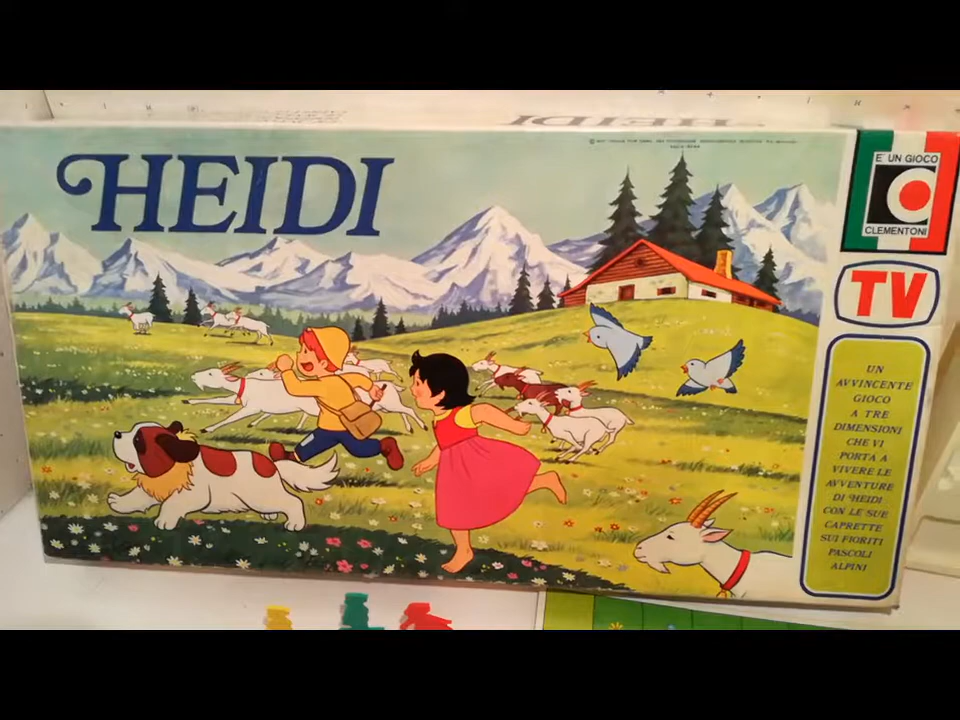 HEIDI
HEIDI
E' UN GIOCO
C
CLEMENTONI
TV
UN
AVVINCENTE
GIOCO
A TRE
DIMENSIONI
CHE VI
PORTA A
VIVERE LE
AVVENTURE
DI HEIDI
CON LE SUE
CAPRETTE
SUI FIORITI
PASCOLI
ALPINI